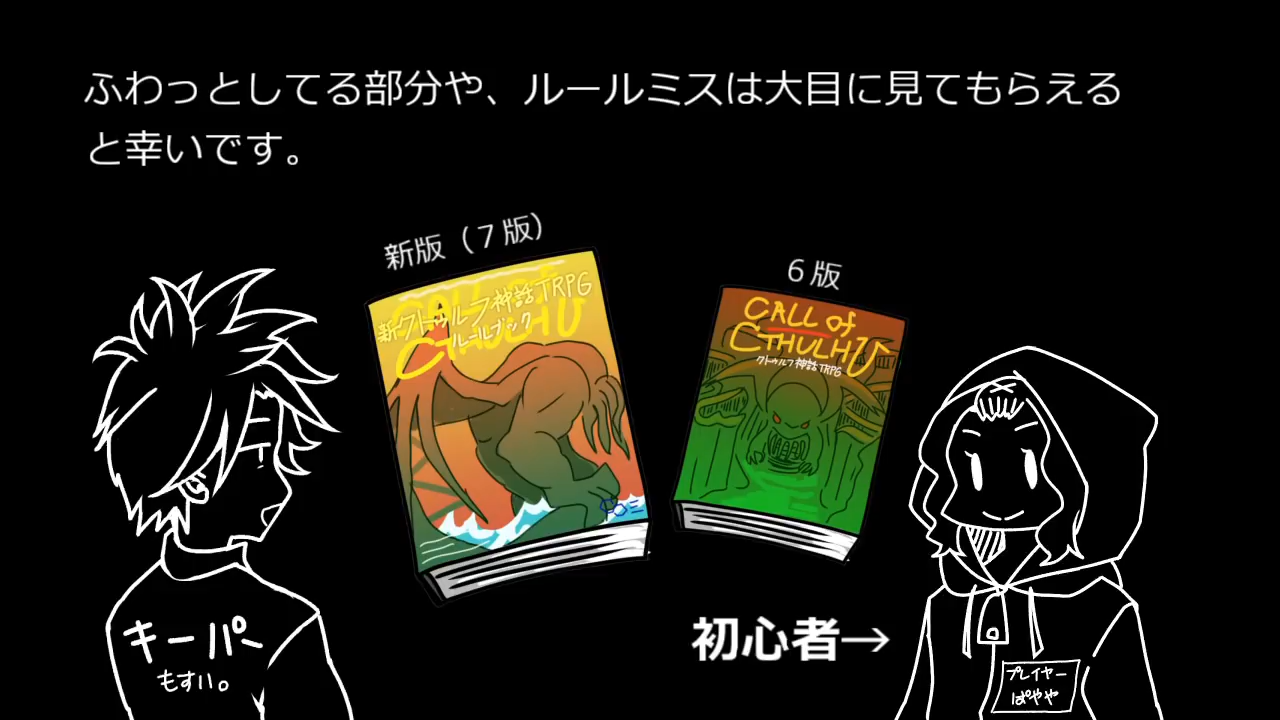 ふわっとしてる部分や、ルールミスは大目に見てもらえる
と幸いです。
新版（７版）
CALL of
CTHULHU
新クトゥルフ神話TRPG
ルールブック
６版
CALL of
CTHULHU
クトゥルフ神話TRPG
キーパー
もすい。
初心者→
プレイヤー
ぱやや